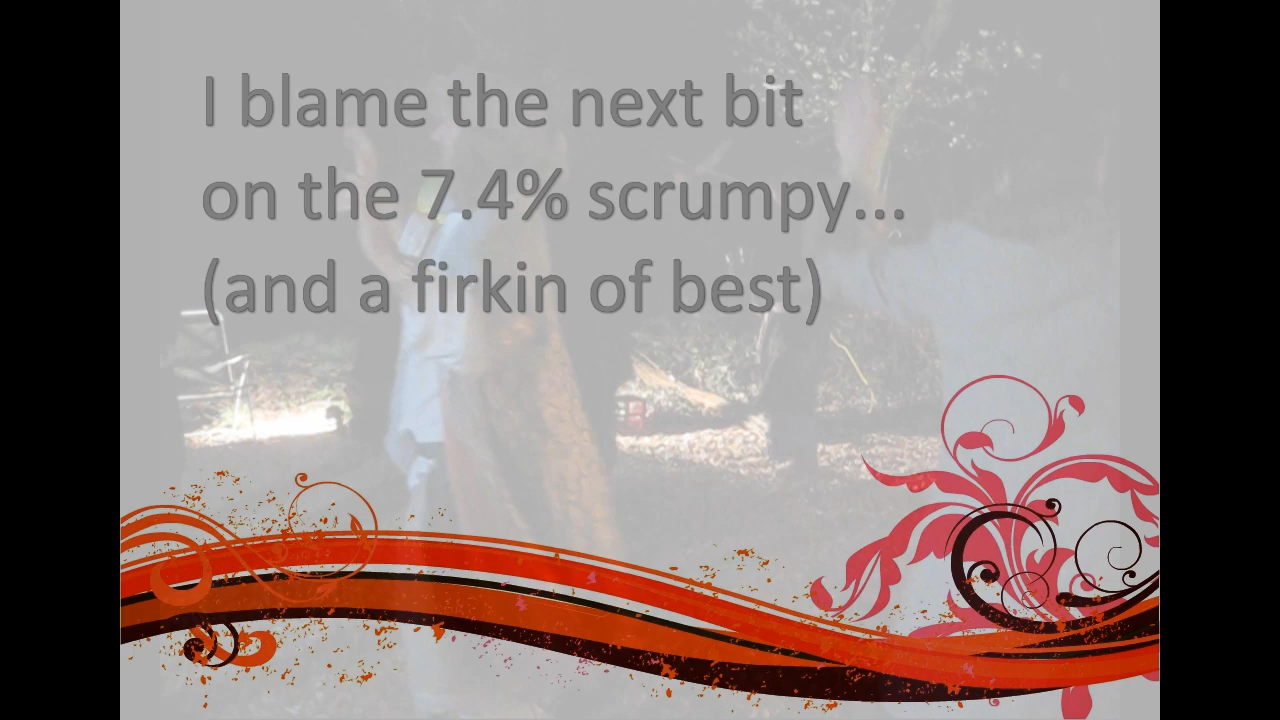 I blame the next bit
on the 7.4% scrumpy...
(and a firkin of best)